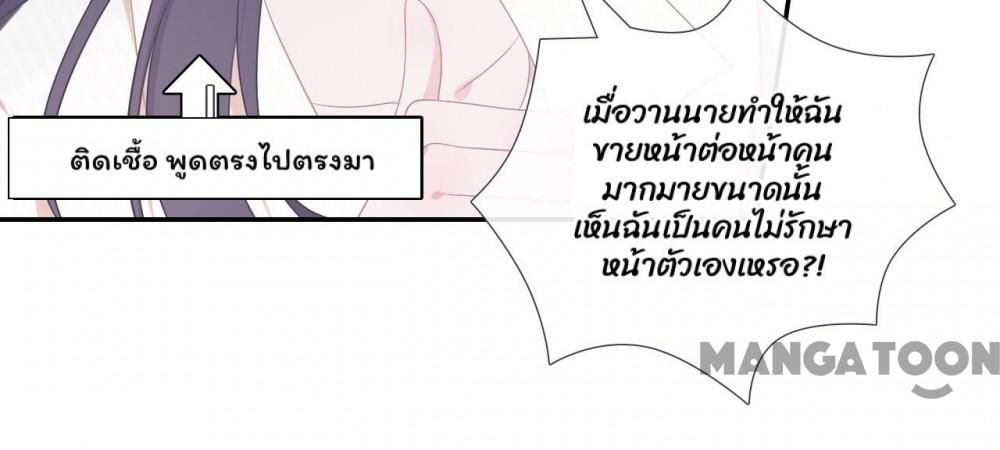 ติดเชื้อ พูดตรงไปตรงมา
เมื่อวานนายทำให้ฉัน
ขายหน้าต่อหน้าคน
มากมายขนาดนั้น
เห็นฉันเป็นคนไม่รักษา
หน้าตัวเองเหรอ?!
MANGATOON